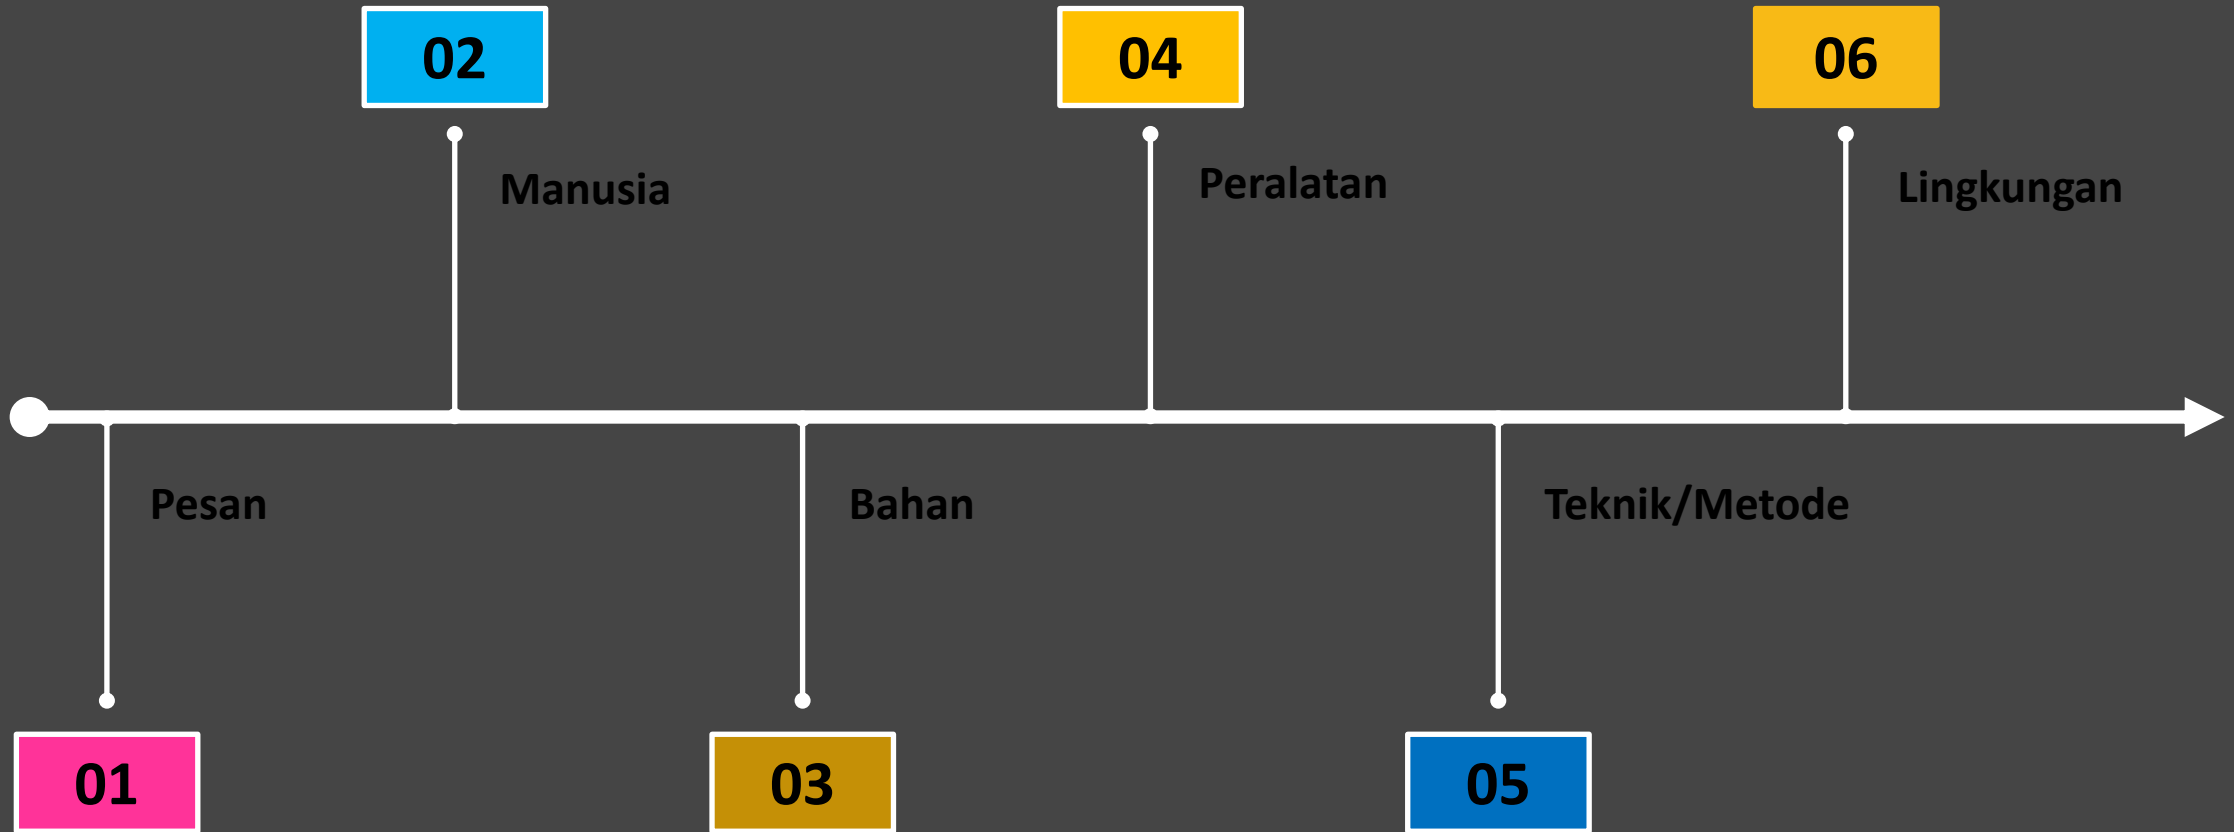 02
04
06
Manusia
Peralatan
Lingkungan
Pesan
Bahan
Teknik/Metode
01
03
05